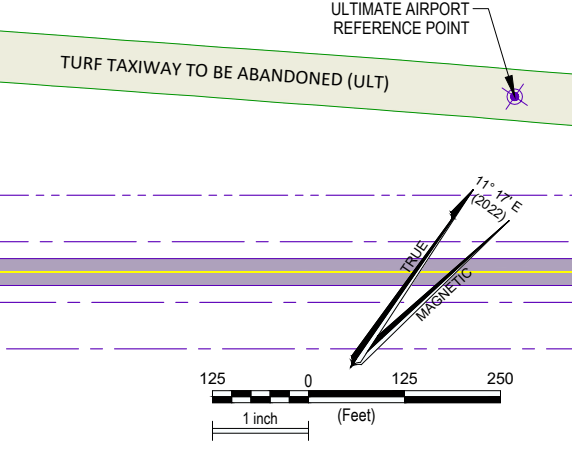 ULTIMATE AIRPORT
REFERENCE POINT
TURF TAXIWAY TO BE ABANDONED (ULT)
11° 17' E
(2022)
TRUE
MAGNETIC
125 0 125 250
1 inch (Feet)